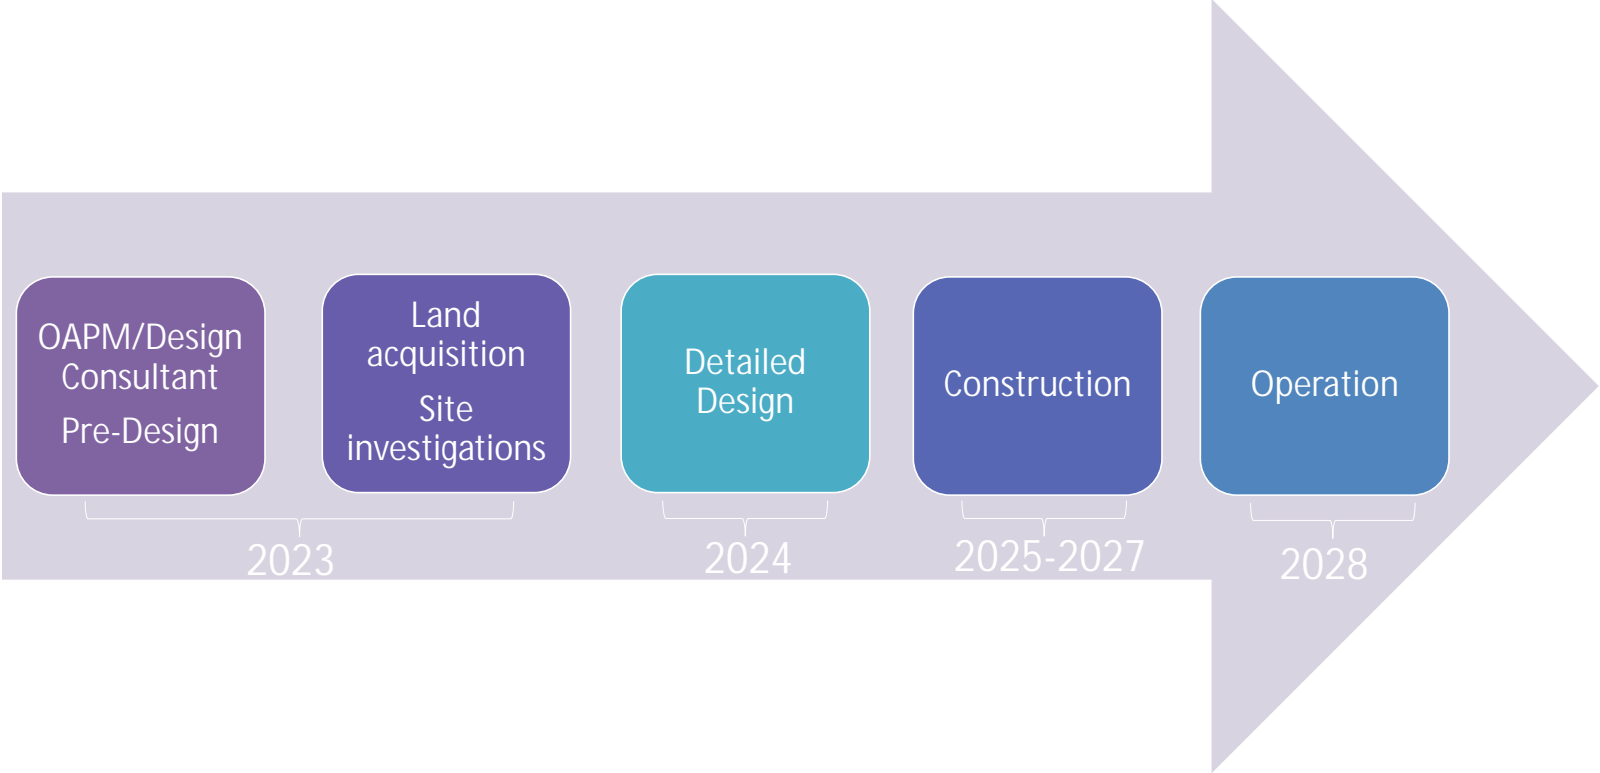 OAPM/Design
Consultant
Pre-Design
Land
acquisition
Site
investigations
Detailed
Design
Construction
Operation
2023
2024
2025-2027
2028